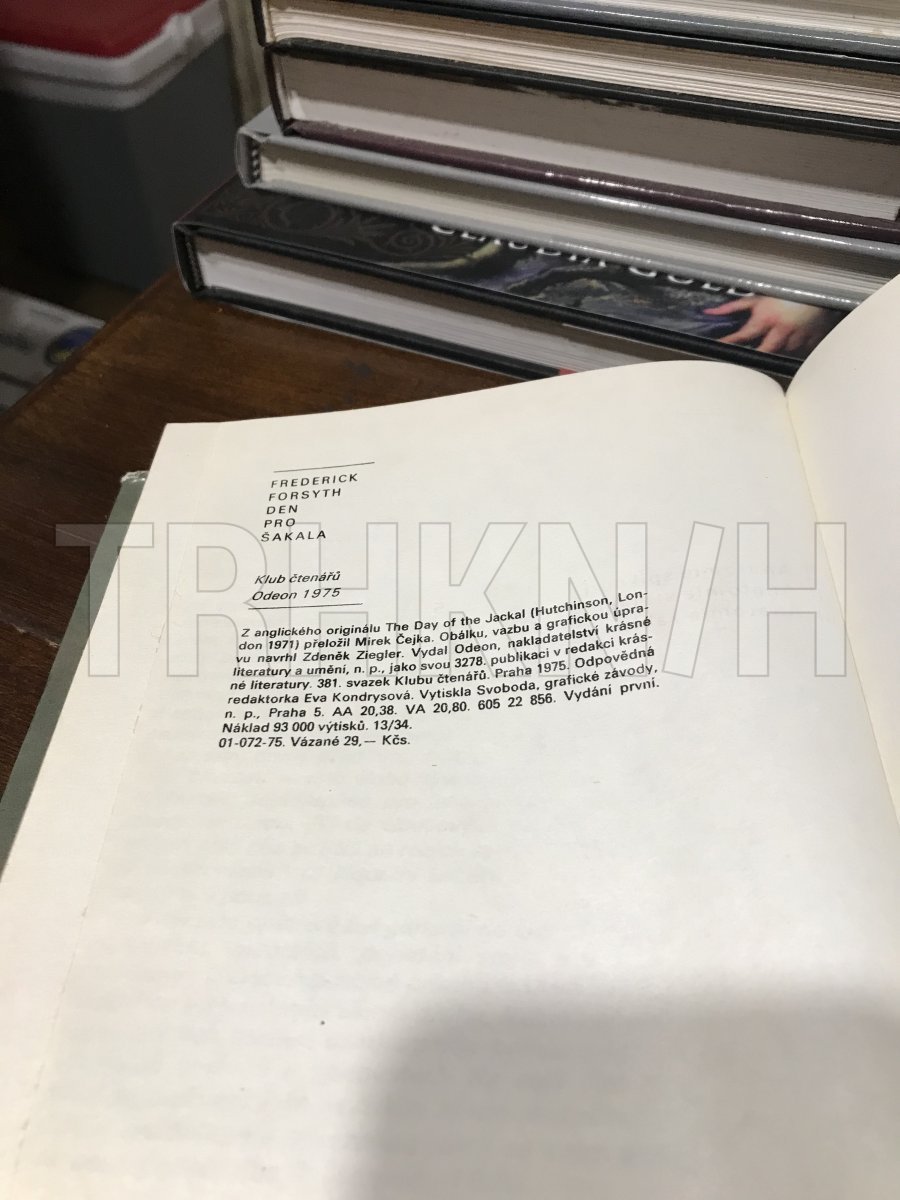 CLAUDIA GOLD
FREDERICK
FORSYTH
DEN
PRO
ŠAKALA
Klub čtenářů
Odeon 1975
Z anglického originálu The Day of the Jackal (Hutchinson, Lon-
don 1971) přeložil Mirek Čejka. Obálku, vazbu a grafickou úpra-
vu navrhl Zdeněk Ziegler. Vydal Odeon, nakladatelství krásné
literatury a umění, n. p., jako svou 3278. publikaci v redakci krás-
né literatury. 381. svazek Klubu čtenářů. Praha 1975. Odpovědná
redaktorka Eva Kondrysová. Vytiskla Svoboda, grafické závody,
n. p., Praha 5. AA 20,38. VA 20,80. 605 22 856. Vydání první.
Náklad 93 000 výtisků. 13/34.
01-072-75. Vázané 29,— Kčs.
TRHKNIH